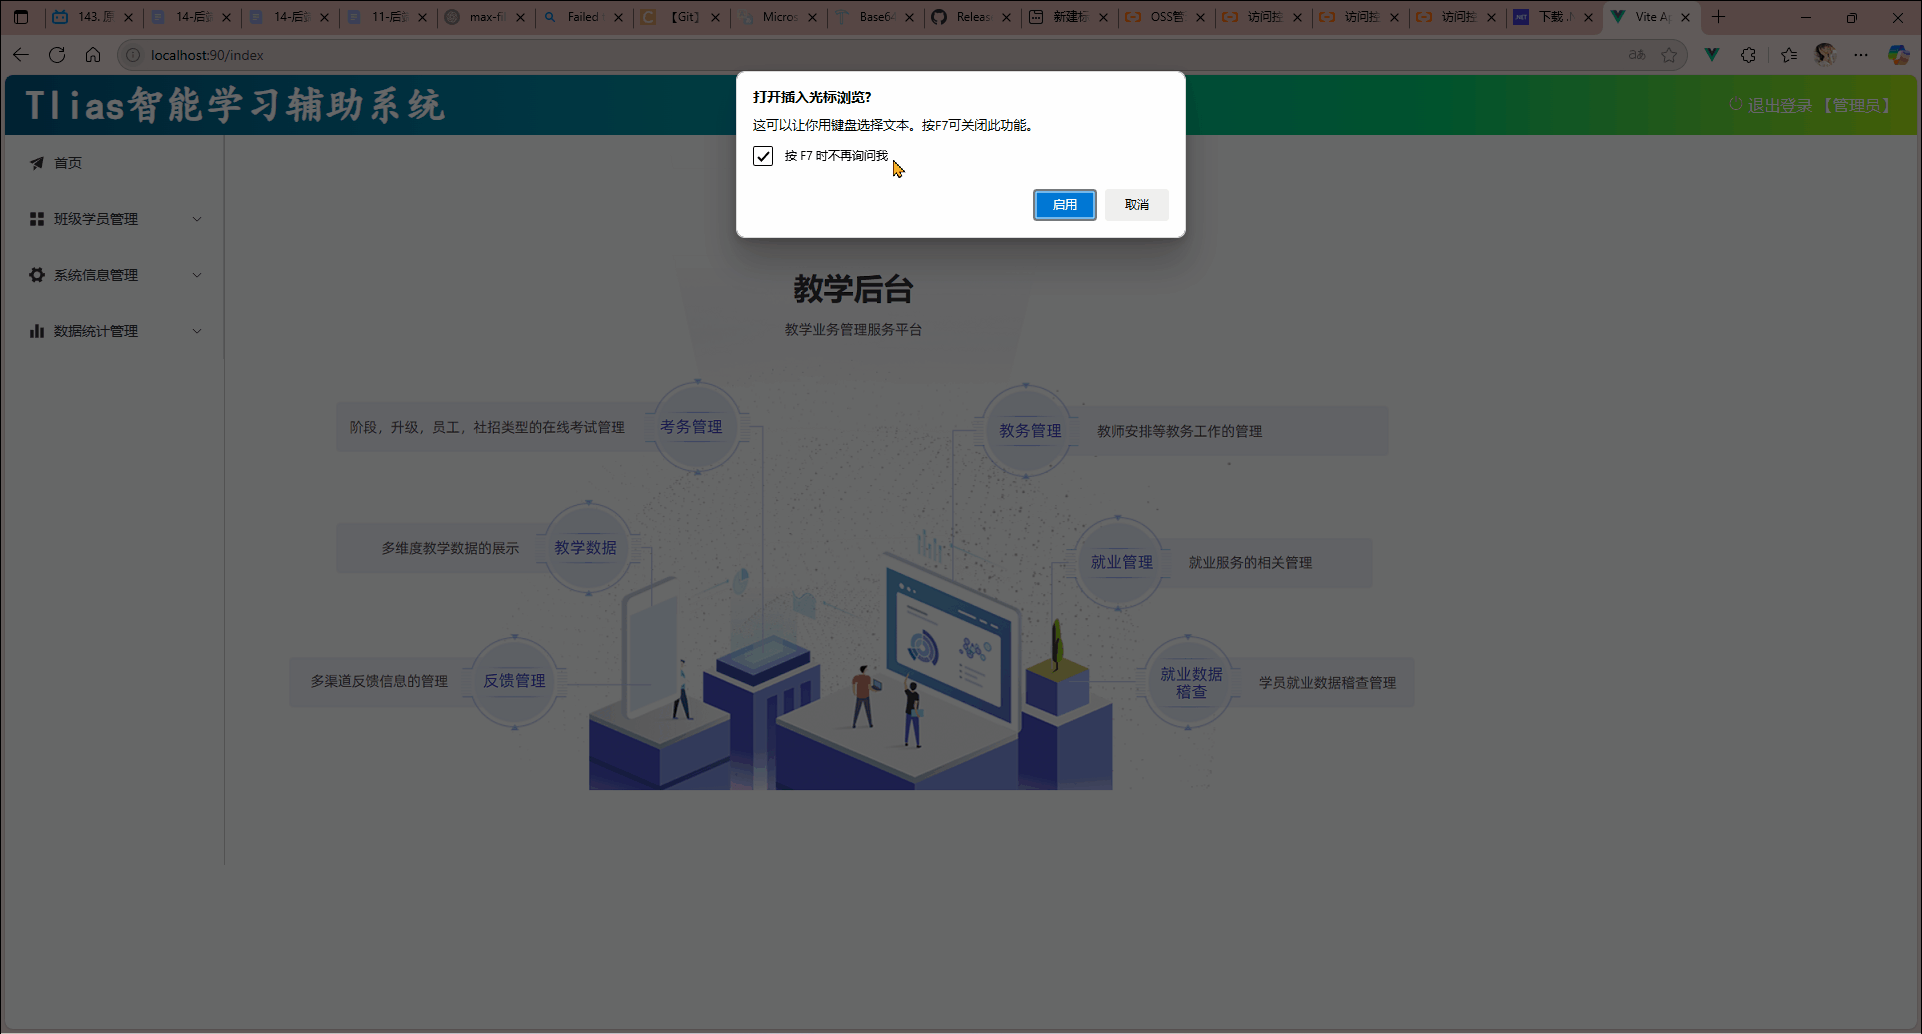 143. 原
14-后端
14-后端
11-后端
max-fil
Failed t
【Git】
Micros
Base64
Releas
新建标
OSS管
访问控
访问控
访问控
下载 .N
Vite Ap
localhost:90/index
Tlias智能学习辅助系统
退出登录 【管理员】
打开插入光标浏览?
这可以让你用键盘选择文本。按F7可关闭此功能。
按 F7 时不再询问我
启用
取消
首页
班级学员管理
系统信息管理
数据统计管理
教学后台
教学业务管理服务平台
阶段，升级，员工，社招类型的在线考试管理
考务管理
教务管理
教师安排等教务工作的管理
多维度教学数据的展示
教学数据
就业管理
就业服务的相关管理
多渠道反馈信息的管理
反馈管理
就业数据
稽查
学员就业数据稽查管理